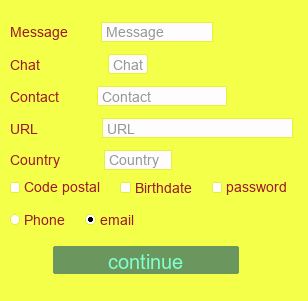 Message Message
Chat Chat
Contact Contact
URL URL
Country Country
Code postal Birthdate password
Phone email
continue